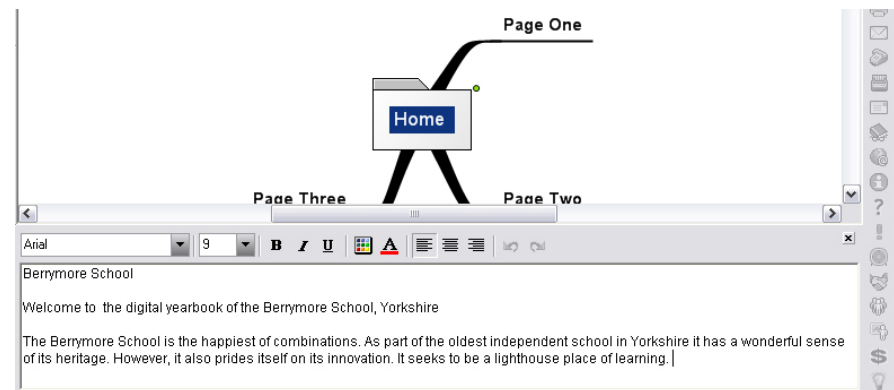 Page One
Home
Page Three
Page Two
Arial
9
B I U A
Berrymore School
Welcome to the digital yearbook of the Berrymore School, Yorkshire
The Berrymore School is the happiest of combinations. As part of the oldest independent school in Yorkshire it has a wonderful sense
of its heritage. However, it also prides itself on its innovation. It seeks to be a lighthouse place of learning.